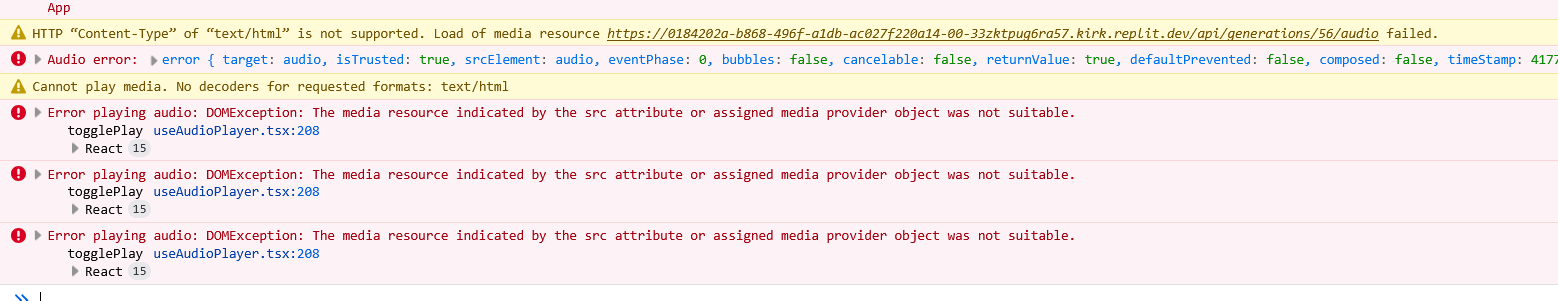 App
HTTP “Content-Type” of “text/html” is not supported. Load of media resource https://0184202a-b868-496f-a1db-ac027f220a14-00-33zktpug6ra57.kirk.replit.dev/api/generations/56/audio failed.
Audio error: error { target: audio, isTrusted: true, srcElement: audio, eventPhase: 0, bubbles: false, cancelable: false, returnValue: true, defaultPrevented: false, composed: false, timeStamp: 4177
Cannot play media. No decoders for requested formats: text/html
Error playing audio: DOMException: The media resource indicated by the src attribute or assigned media provider object was not suitable.
togglePlay useAudioPlayer.tsx:208
React 15
Error playing audio: DOMException: The media resource indicated by the src attribute or assigned media provider object was not suitable.
togglePlay useAudioPlayer.tsx:208
React 15
Error playing audio: DOMException: The media resource indicated by the src attribute or assigned media provider object was not suitable.
togglePlay useAudioPlayer.tsx:208
React 15